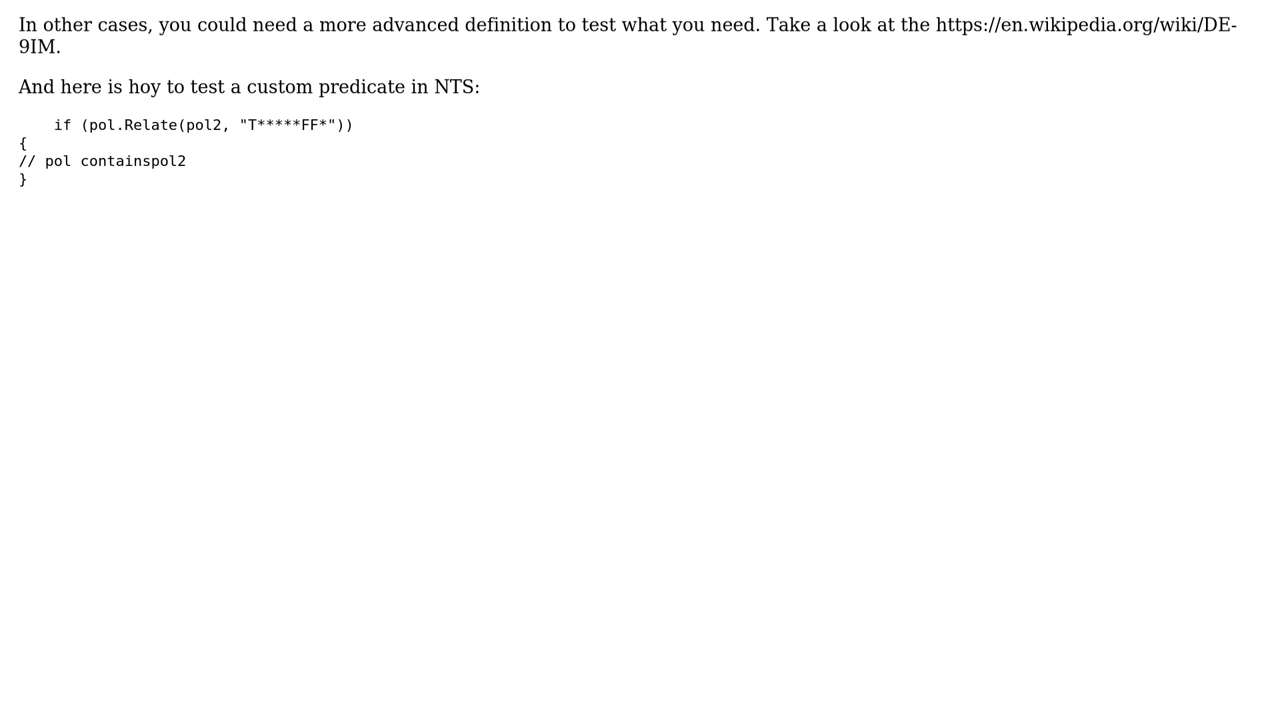 In other cases, you could need a more advanced definition to test what you need. Take a look at the https://en.wikipedia.org/wiki/DE-
9IM.
And here is hoy to test a custom predicate in NTS:
    if (pol.Relate(pol2, "T*****FF*"))
{
// pol containspol2
}